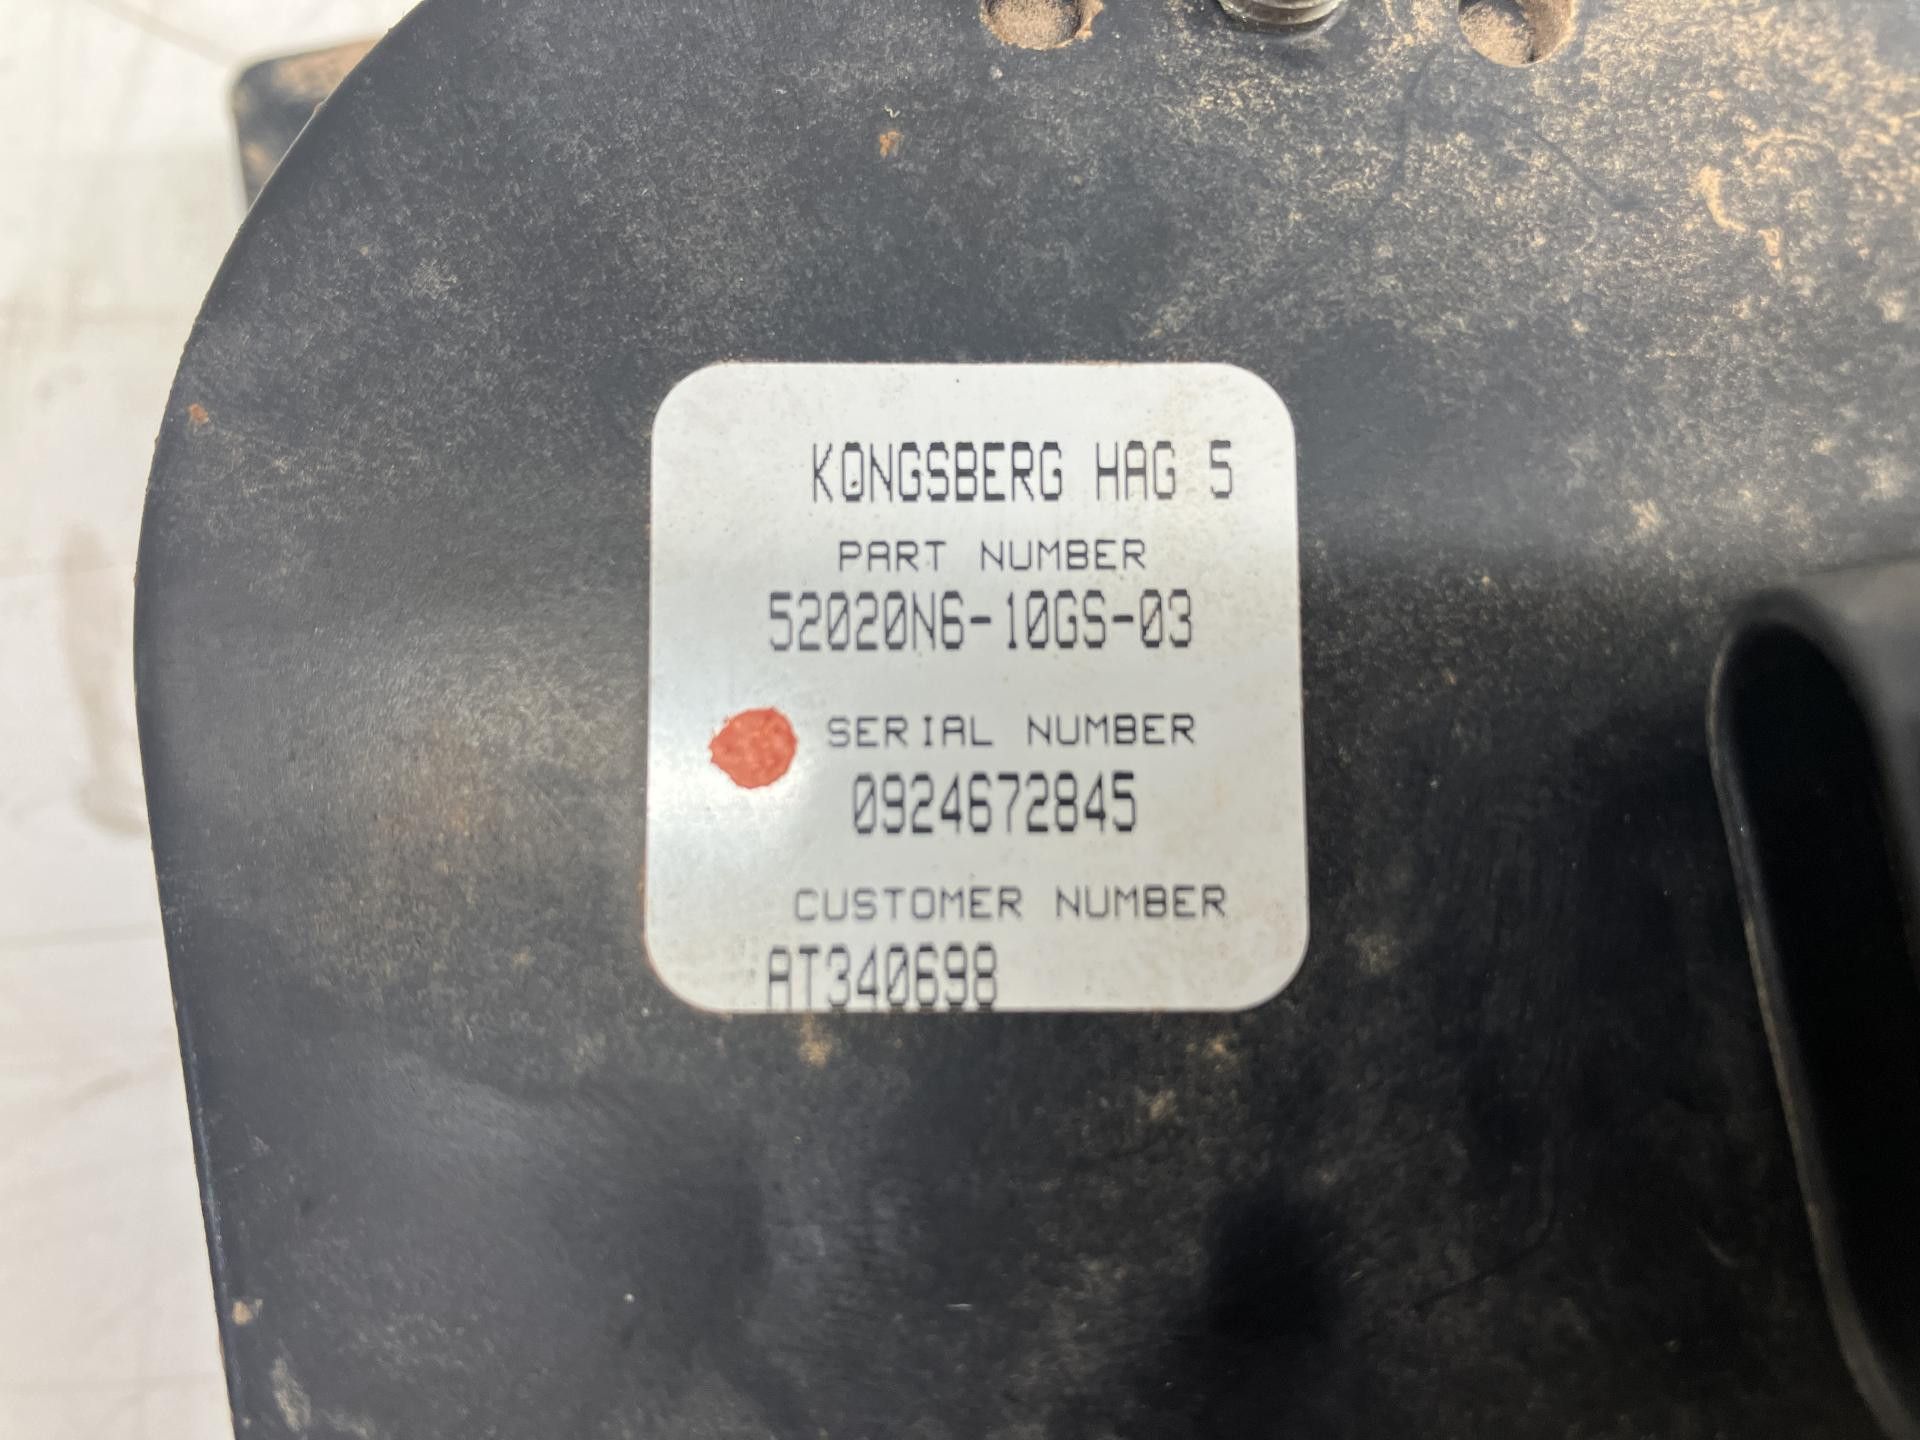 KONGSBERG HAG 5
PART NUMBER
52020N6-10GS-03
SERIAL NUMBER
0924672845
CUSTOMER NUMBER
AT340698